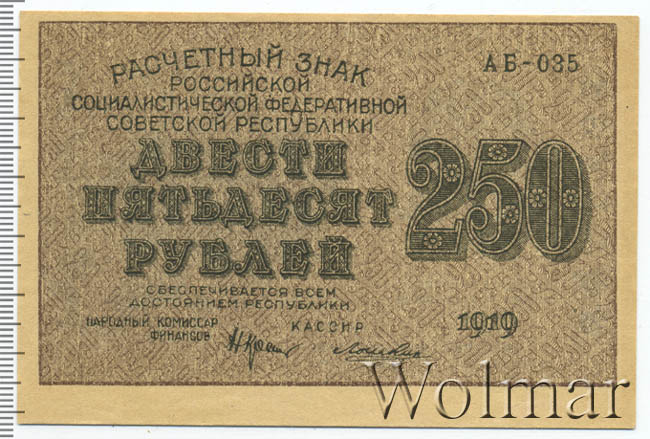 РАСЧЕТНЫЙ ЗНАК
РОССИЙСКОЙ
СОЦИАЛИСТИЧЕСКОЙ ФЕДЕРАТИВНОЙ
СОВЕТСКОЙ РЕСПУБЛИКИ
АБ-035
ДВЕСТИ
ПЯТЬДЕСЯТ
РУБЛЕЙ
250
ОБЕСПЕЧИВАЕТСЯ ВСЕМ
ДОСТОЯНИЕМ РЕСПУБЛИКИ
НАРОДНЫЙ КОМИССАР
ФИНАНСОВ
КАССИР
1919
Wolmar